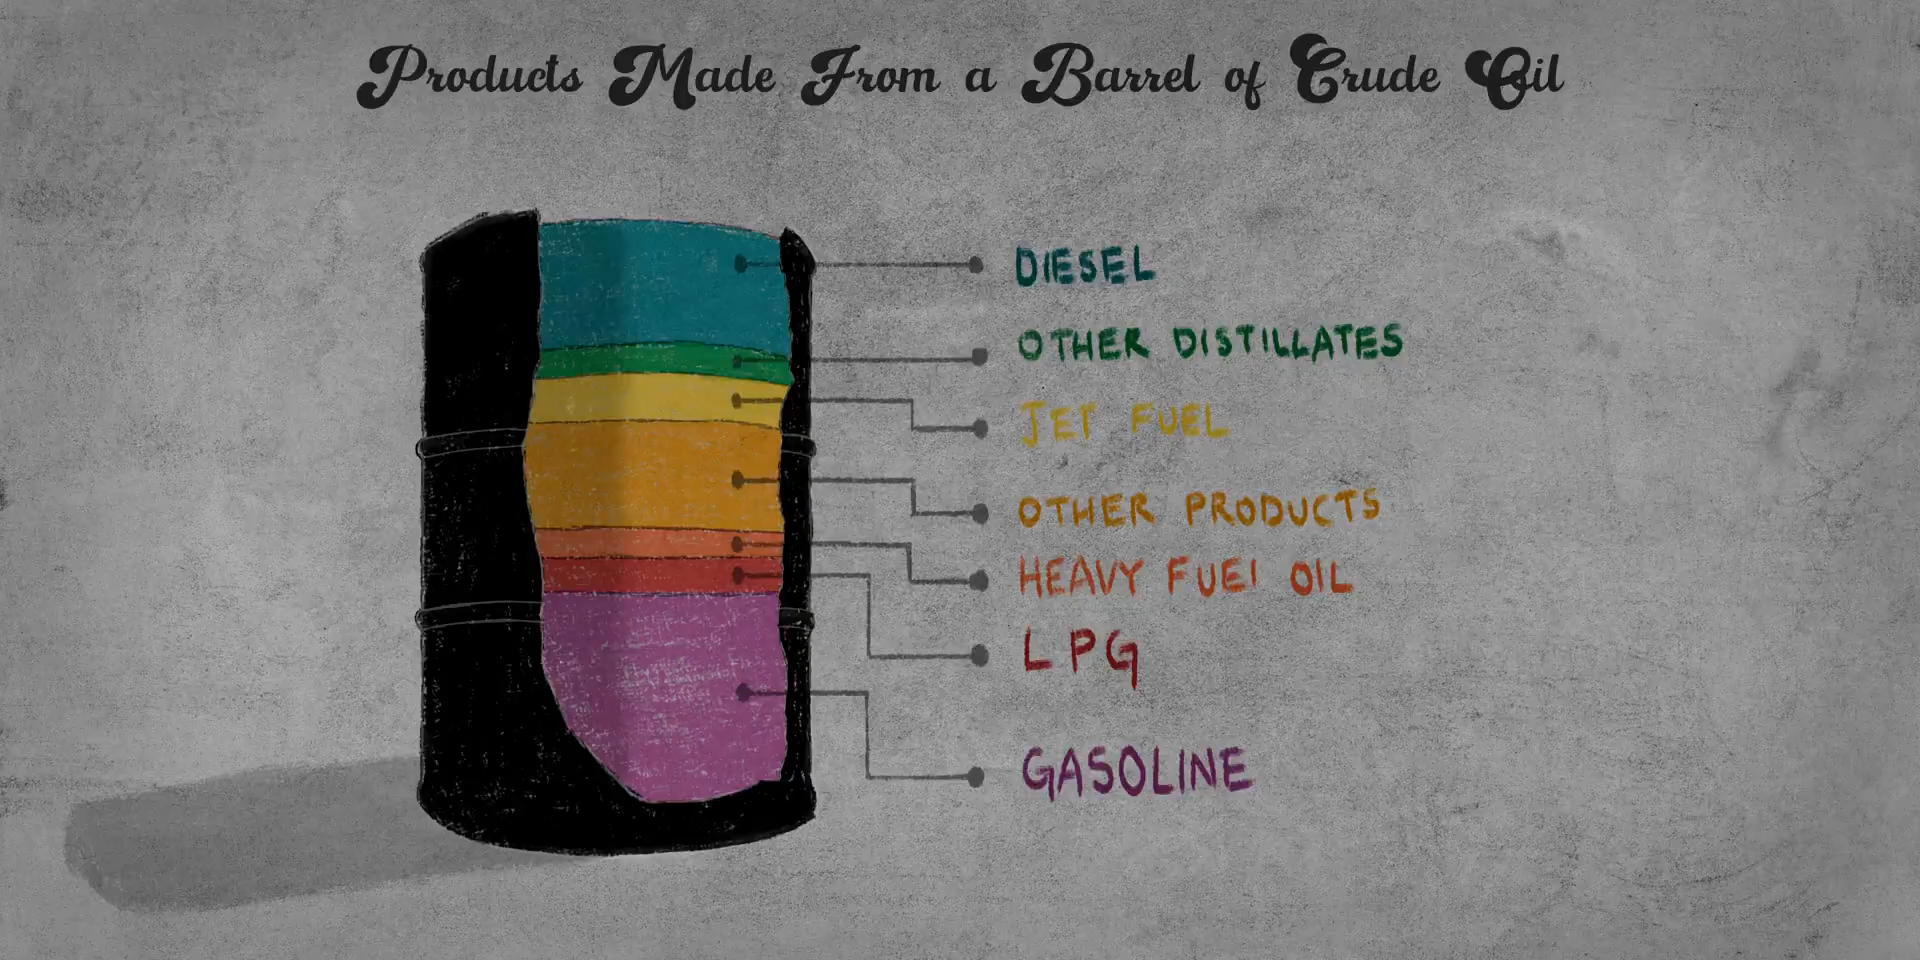 Products Made From a Barrel of Crude Oil
DIESEL
OTHER DISTILLATES
JET FUEL
OTHER PRODUCTS
HEAVY FUEL OIL
LPG
GASOLINE